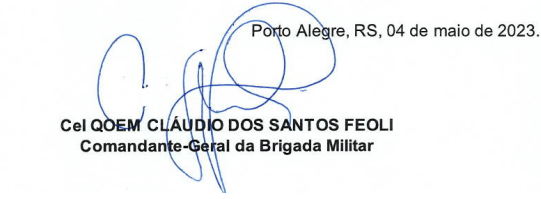 Porto Alegre, RS, 04 de maio de 2023.
Cel QOEM CLÁUDIO DOS SANTOS FEOLI
Comandante-Geral da Brigada Militar